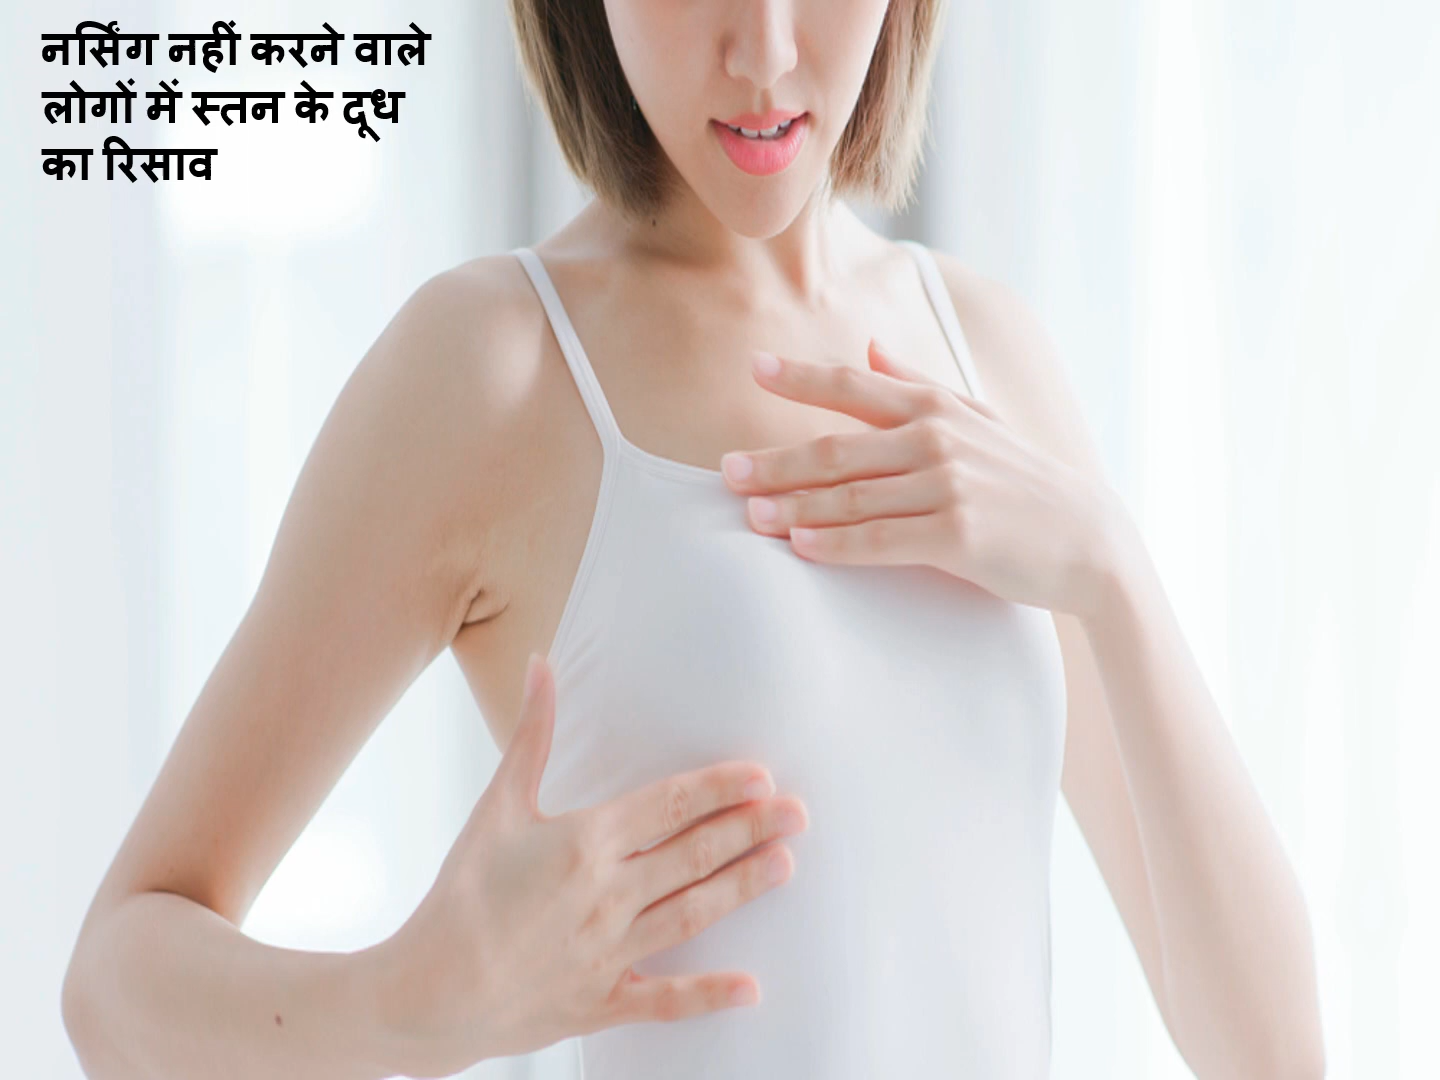 नर्सिंग नहीं करने वाले
लोगों में स्तन के दूध
का रिसाव